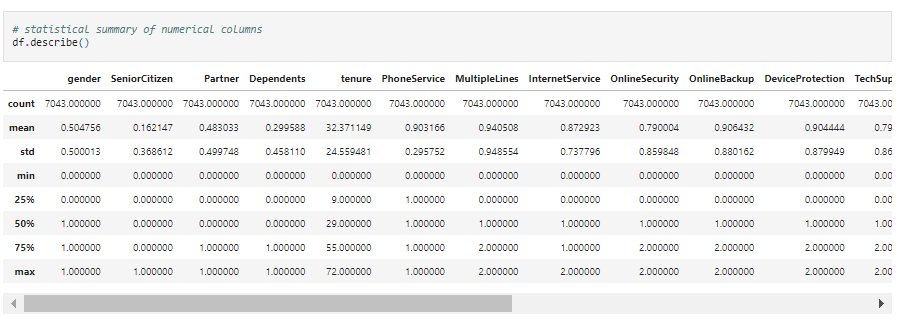 # statistical summary of numerical columns
df.describe()
gender SeniorCitizen Partner Dependents tenure PhoneService MultipleLines InternetService OnlineSecurity OnlineBackup DeviceProtection TechSup
count 7043.000000 7043.000000 7043.000000 7043.000000 7043.000000 7043.000000 7043.000000 7043.000000 7043.000000 7043.000000 7043.000000 7043.00
mean 0.504756 0.162147 0.483033 0.299588 32.371149 0.903166 0.940508 0.872923 0.790004 0.906432 0.904444 0.79
std 0.500013 0.368612 0.499748 0.458110 24.559481 0.295752 0.948554 0.737796 0.859848 0.880162 0.879949 0.86
min 0.000000 0.000000 0.000000 0.000000 0.000000 0.000000 0.000000 0.000000 0.000000 0.000000 0.000000 0.00
25% 0.000000 0.000000 0.000000 0.000000 9.000000 1.000000 0.000000 0.000000 0.000000 0.000000 0.000000 0.00
50% 1.000000 0.000000 0.000000 0.000000 29.000000 1.000000 1.000000 1.000000 1.000000 1.000000 1.000000 1.00
75% 1.000000 0.000000 1.000000 1.000000 55.000000 1.000000 2.000000 1.000000 2.000000 2.000000 2.000000 2.00
max 1.000000 1.000000 1.000000 1.000000 72.000000 1.000000 2.000000 2.000000 2.000000 2.000000 2.000000 2.00